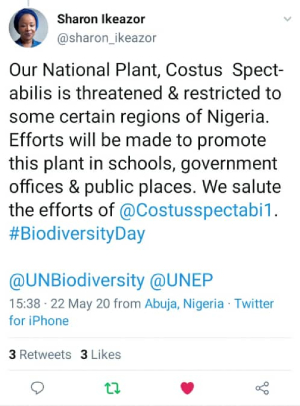 Sharon Ikeazor
@sharon_ikeazor
Our National Plant, Costus Spect-
abilis is threatened & restricted to
some certain regions of Nigeria.
Efforts will be made to promote
this plant in schools, government
offices & public places. We salute
the efforts of @Costusspectabi1.
#BiodiversityDay
@UNBiodiversity @UNEP
15:38 · 22 May 20 from Abuja, Nigeria · Twitter
for iPhone
3 Retweets 3 Likes